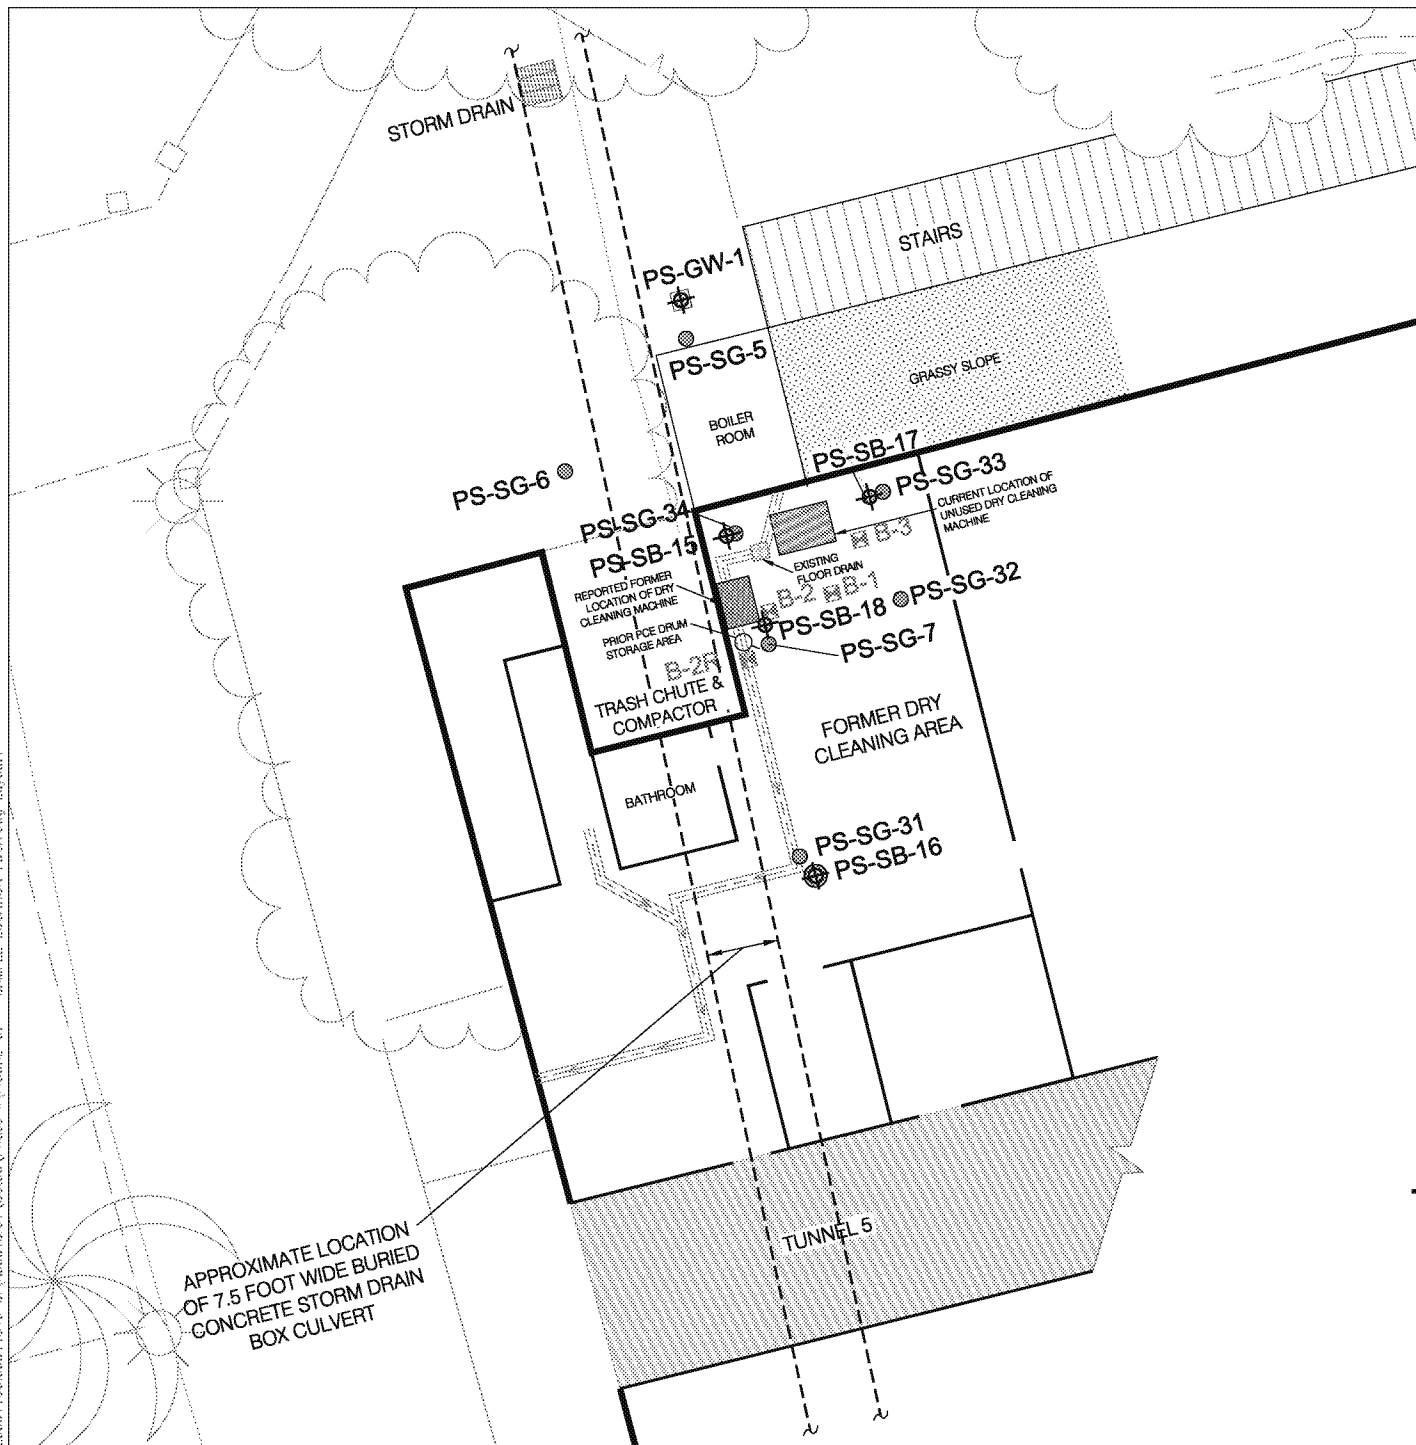 STORM DRAIN
STAIRS
PS-GW-1
PS-SG-5
GRASSY SLOPE
BOILER
ROOM
PS-SB-17
PS-SG-6
PS-SG-33
CURRENT LOCATION OF
UNUSED DRY CLEANING
MACHINE
PS-SG-34
B-3
PS-SB-15
EXISTING
FLOOR DRAIN
REPORTED FORMER
LOCATION OF DRY
CLEANING MACHINE
B-2
B-1
PS-SG-32
PS-SB-18
PRIOR PCE DRUM
STORAGE AREA
PS-SG-7
B-2R
TRASH CHUTE &
COMPACTOR
FORMER DRY
CLEANING AREA
BATHROOM
PS-SG-31
PS-SB-16
TUNNEL 5
APPROXIMATE LOCATION
OF 7.5 FOOT WIDE BURIED
CONCRETE STORM DRAIN
BOX CULVERT